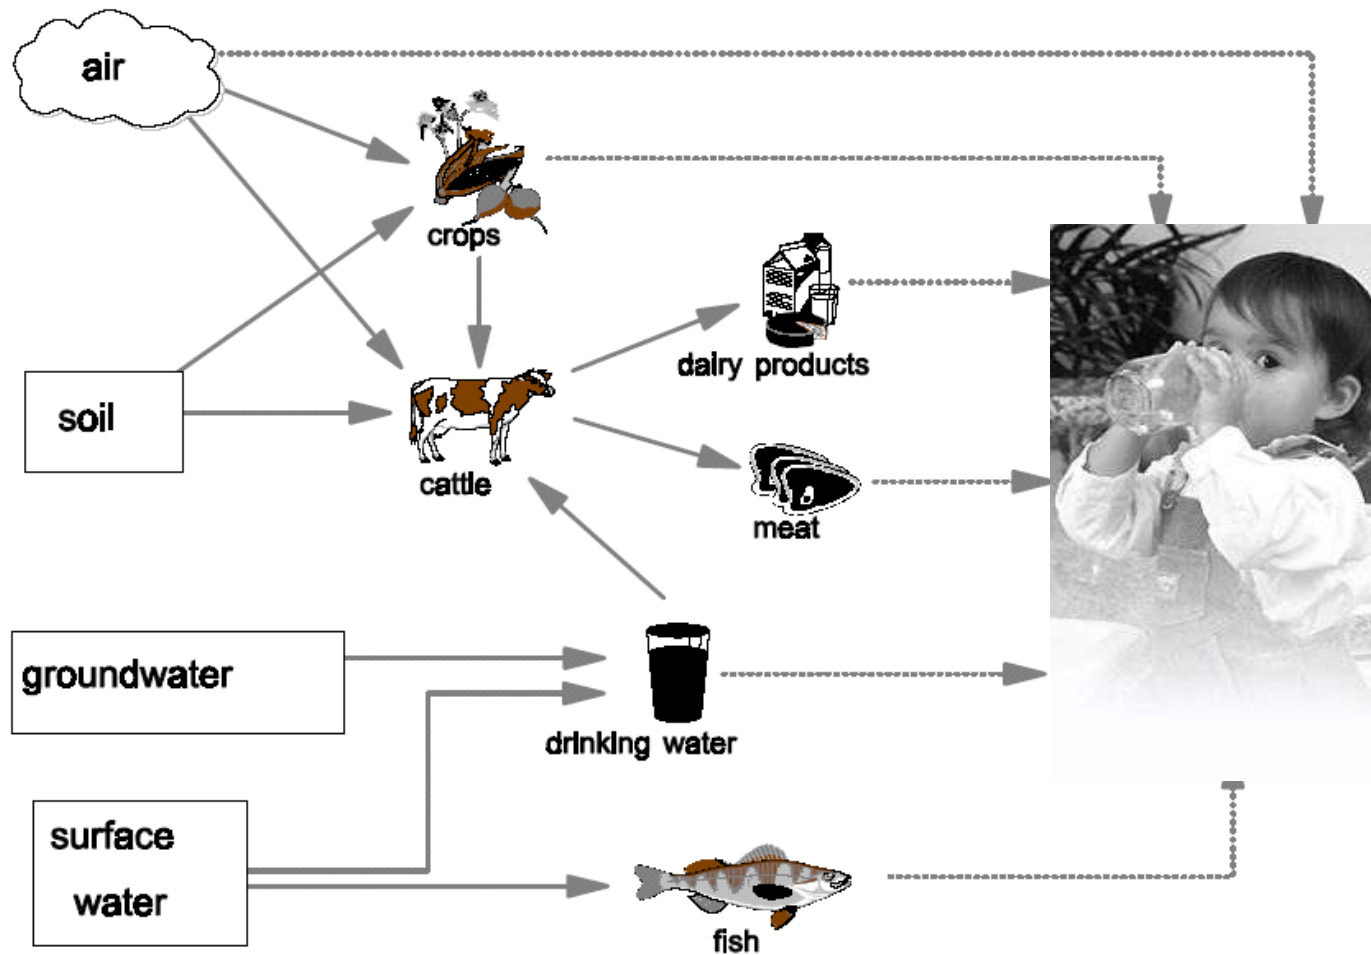 air
crops
dairy products
soil
cattle
meat
groundwater
drinking water
surface
water
fish